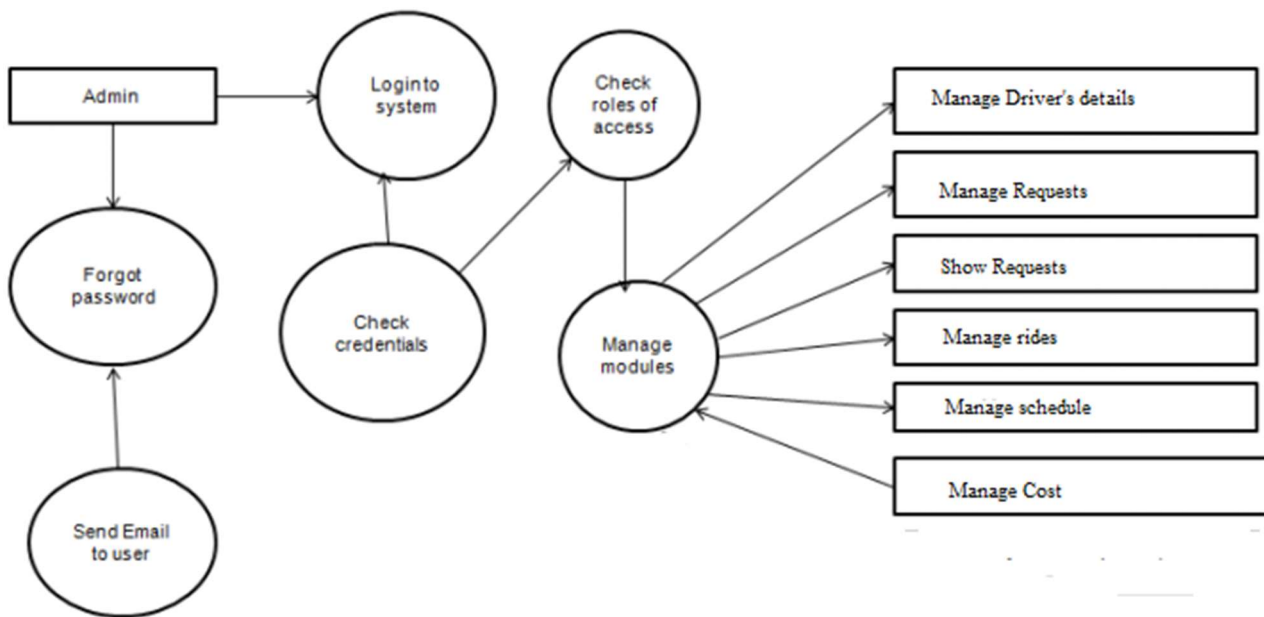 Admin
Login to
system
Check
roles of
access
Manage Driver's details
Manage Requests
Show Requests
Manage rides
Manage schedule
Manage Cost
Forgot
password
Check
credentials
Manage
modules
Send Email
to user